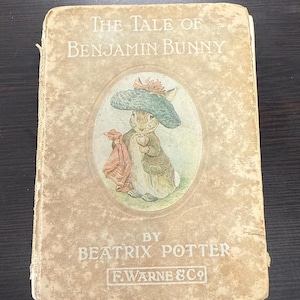 THE TALE OF
BENJAMIN BUNNY
BY
BEATRIX POTTER
F. WARNE & Co